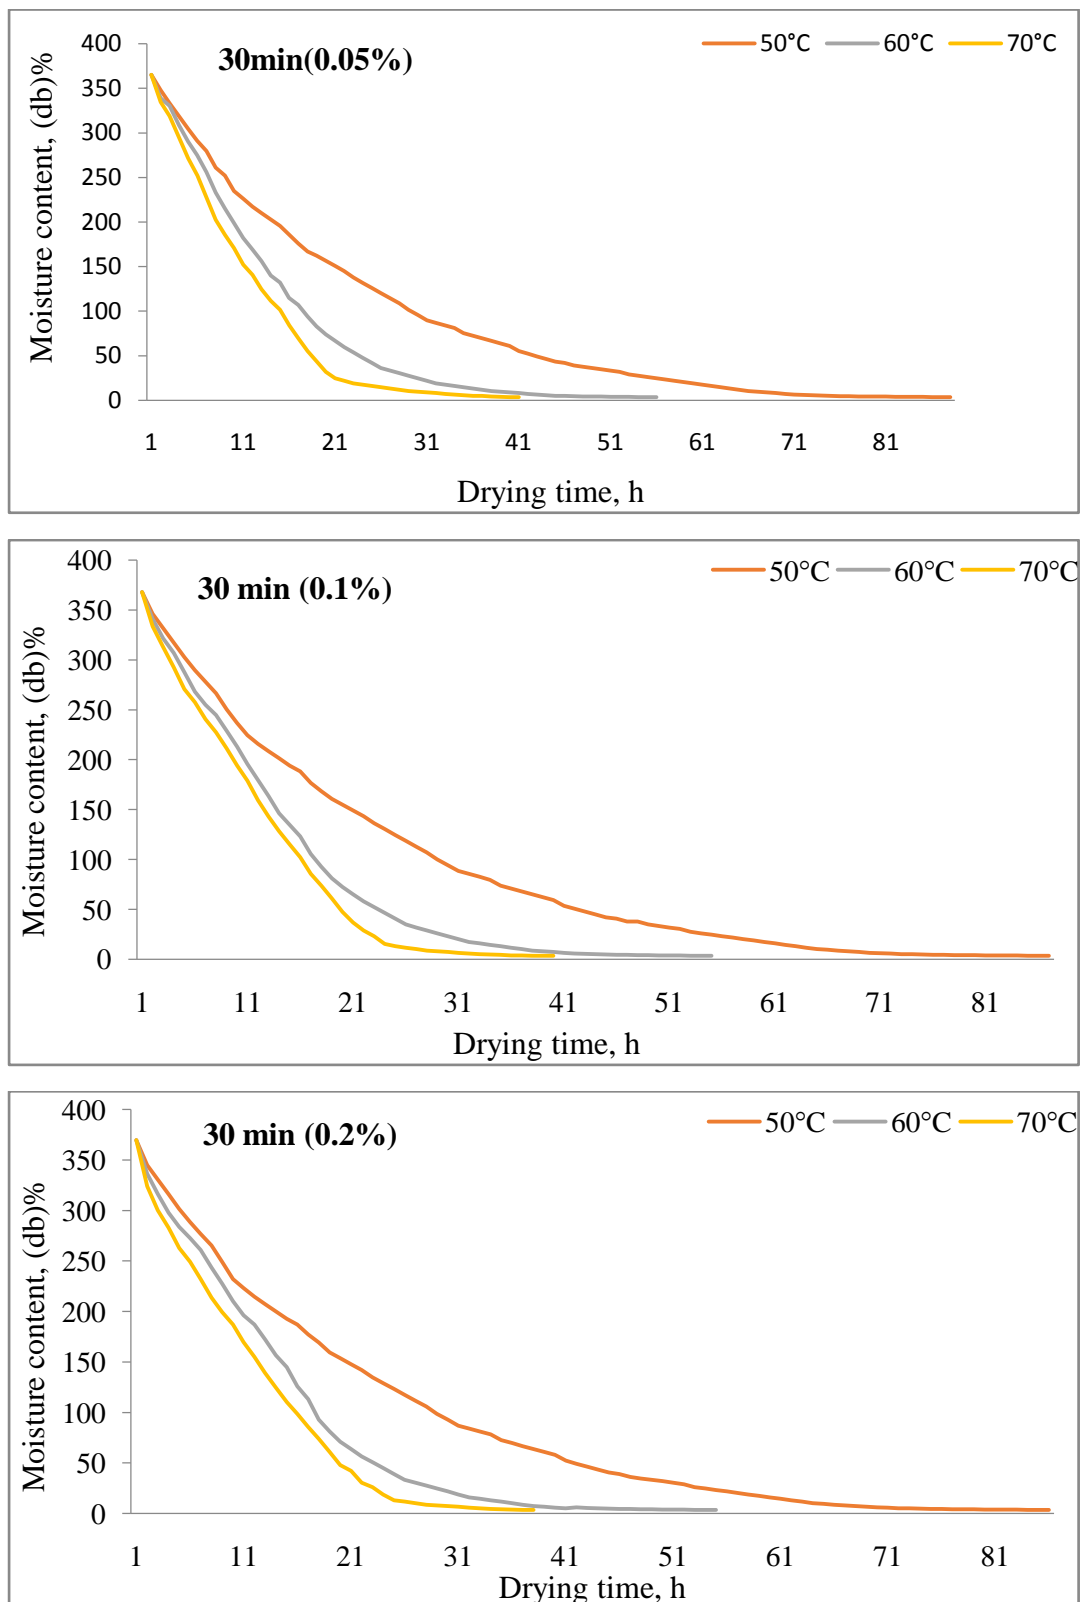 30min(0.05%)
50°C 60°C 70°C
Moisture content, (db)%
400
350
300
250
200
150
100
50
0
1 11 21 31 41 51 61 71 81
Drying time, h
30 min (0.1%)
50°C 60°C 70°C
Moisture content, (db)%
400
350
300
250
200
150
100
50
0
1 11 21 31 41 51 61 71 81
Drying time, h
30 min (0.2%)
50°C 60°C 70°C
Moisture content, (db)%
400
350
300
250
200
150
100
50
0
1 11 21 31 41 51 61 71 81
Drying time, h